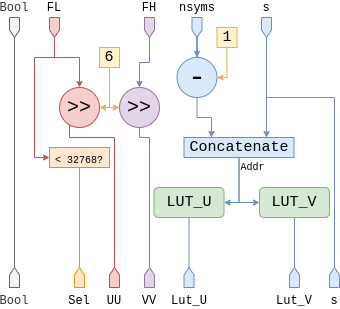 Bool FL FH nsyms s
6 1
>> >> -
Concatenate
< 32768?
Addr
LUT_U LUT_V
Bool Sel UU VV Lut_U Lut_V s